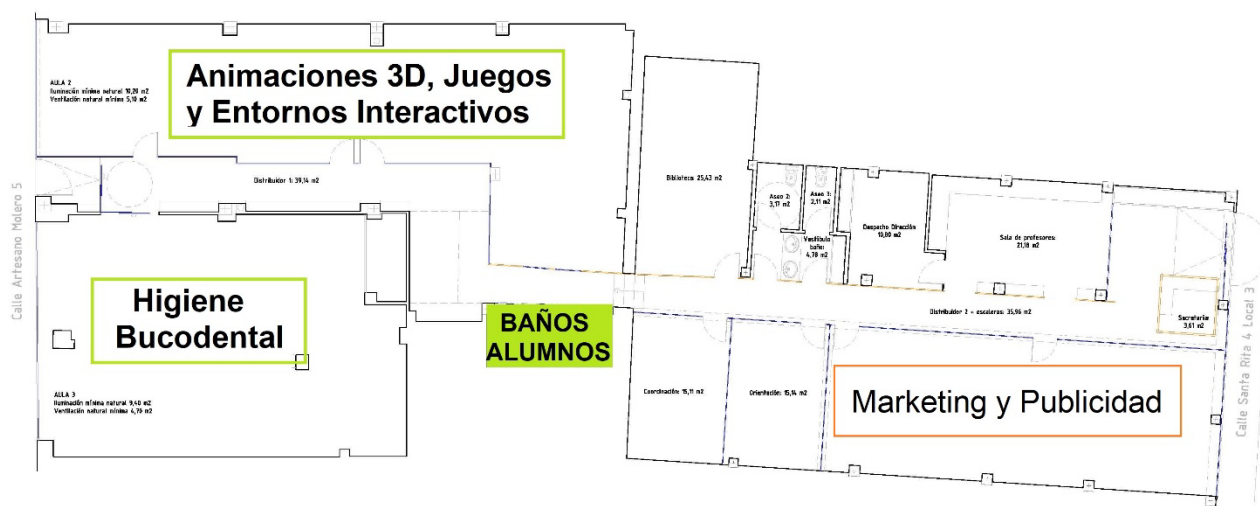 Animaciones 3D, Juegos
y Entornos Interactivos
AULA 2
Iluminación mínima natural 10,20 m2
Ventilación natural mínima 5,10 m2
Distribuidor 1: 39,14 m2
Calle Artesano Molero 5
Higiene
Bucodental
AULA 3
Iluminación mínima natural 9,40 m2
Ventilación natural mínima 4,70 m2
BAÑOS
ALUMNOS
Biblioteca 25,43 m2
Aseo 2:
3,17 m2
Aseo 3:
2,11 m2
Vestíbulo
baño:
4,78 m2
Despacho Dirección
10,80 m2
Sala de profesores:
21,18 m2
Distribuidor 2 + escaleras: 35,96 m2
Secretaría
3,61 m2
Coordinación: 15,11 m2
Orientación: 15,14 m2
Marketing y Publicidad
Calle Santa Rita 4 Local 3